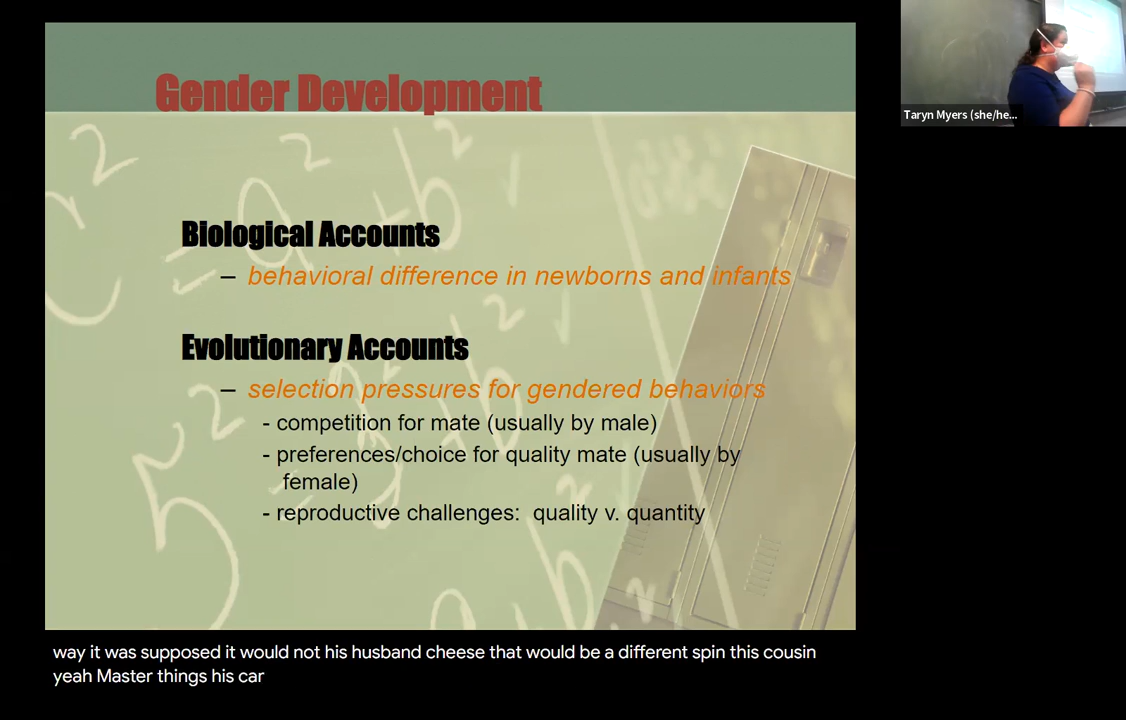 Gender Development
Taryn Myers (she/he...
Biological Accounts
– behavioral difference in newborns and infants
Evolutionary Accounts
– selection pressures for gendered behaviors
- competition for mate (usually by male)
- preferences/choice for quality mate (usually by
female)
- reproductive challenges: quality v. quantity
way it was supposed it would not his husband cheese that would be a different spin this cousin
yeah Master things his car